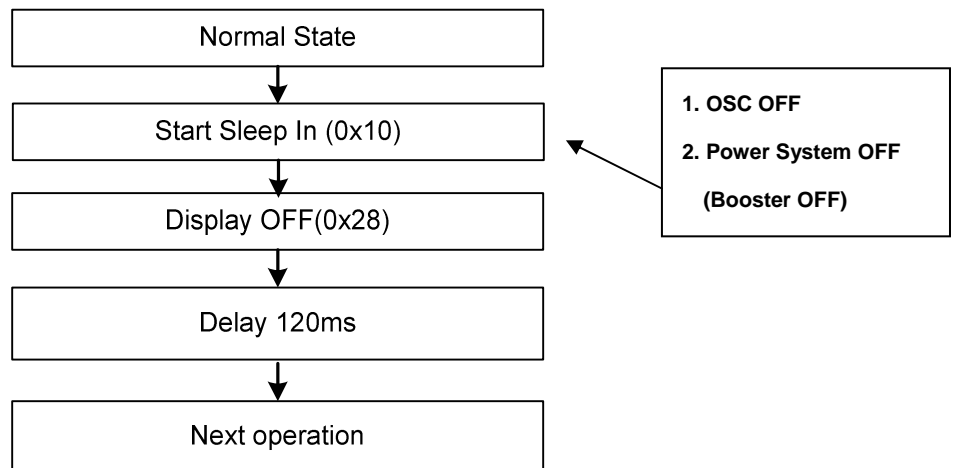 Normal State
Start Sleep In (0x10)
Display OFF(0x28)
Delay 120ms
Next operation
1. OSC OFF
2. Power System OFF
(Booster OFF)